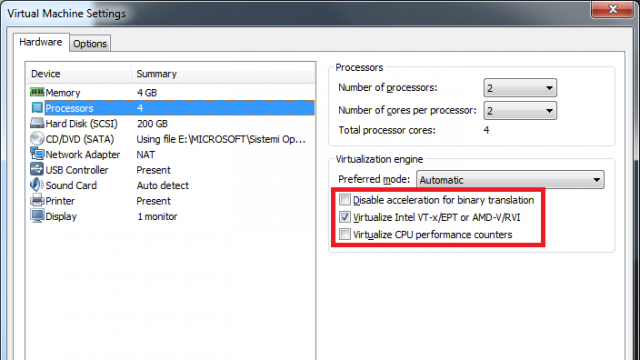 Virtual Machine Settings
Hardware
Options
Device Summary
Memory 4 GB
Processors 4
Hard Disk (SCSI) 200 GB
CD/DVD (SATA) Using file E:\MICROSOFT\Sistemi Op...
Network Adapter NAT
USB Controller Present
Sound Card Auto detect
Printer Present
Display 1 monitor
Processors
Number of processors: 2
Number of cores per processor: 2
Total processor cores: 4
Virtualization engine
Preferred mode: Automatic
Disable acceleration for binary translation
Virtualize Intel VT-x/EPT or AMD-V/RVI
Virtualize CPU performance counters